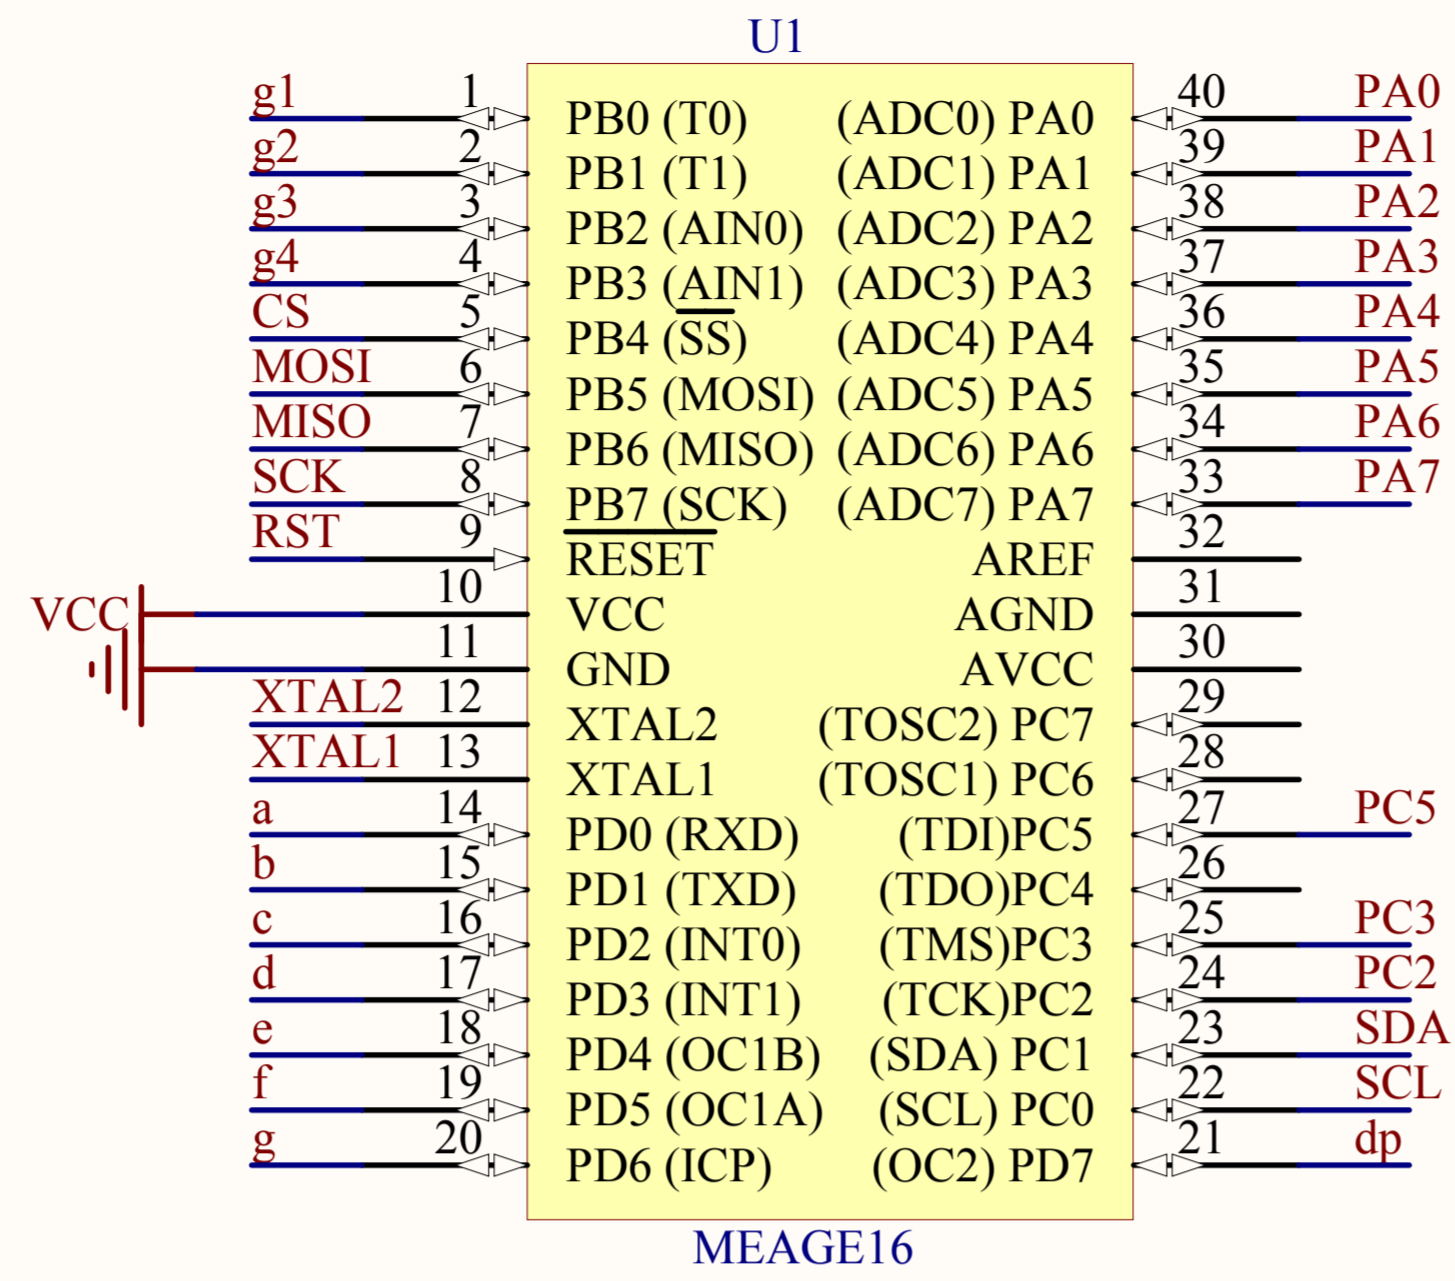 U1
g1 1 PB0 (T0) (ADC0) PA0 40 PA0
g2 2 PB1 (T1) (ADC1) PA1 39 PA1
g3 3 PB2 (AIN0) (ADC2) PA2 38 PA2
g4 4 PB3 (AIN1) (ADC3) PA3 37 PA3
CS 5 PB4 (SS) (ADC4) PA4 36 PA4
MOSI 6 PB5 (MOSI) (ADC5) PA5 35 PA5
MISO 7 PB6 (MISO) (ADC6) PA6 34 PA6
SCK 8 PB7 (SCK) (ADC7) PA7 33 PA7
RST 9 RESET AREF 32
VCC 10 VCC AGND 31
11 GND AVCC 30
XTAL2 12 XTAL2 (TOSC2) PC7 29
XTAL1 13 XTAL1 (TOSC1) PC6 28
a 14 PD0 (RXD) (TDI)PC5 27 PC5
b 15 PD1 (TXD) (TDO)PC4 26
c 16 PD2 (INT0) (TMS)PC3 25 PC3
d 17 PD3 (INT1) (TCK)PC2 24 PC2
e 18 PD4 (OC1B) (SDA) PC1 23 SDA
f 19 PD5 (OC1A) (SCL) PC0 22 SCL
g 20 PD6 (ICP) (OC2) PD7 21 dp
MEAGE16